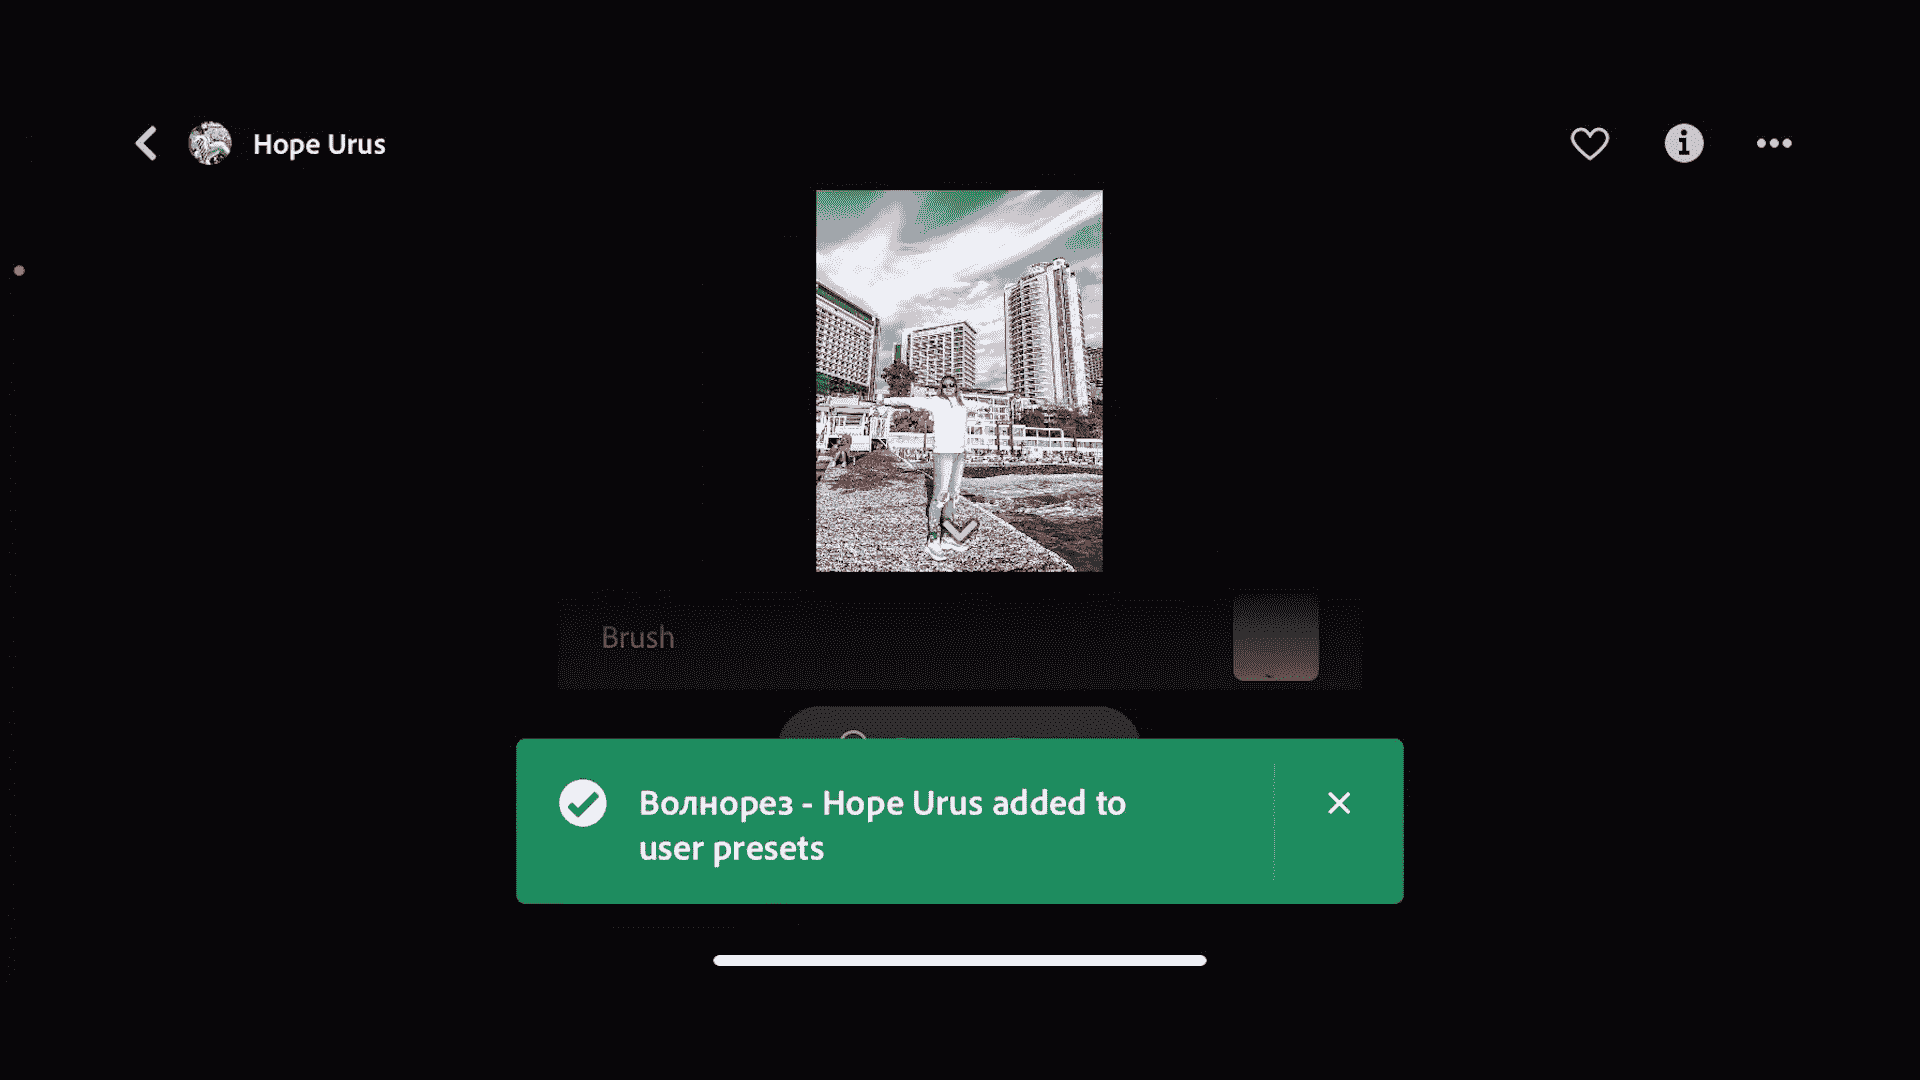 Hope Urus
Brush
Волнорез - Hope Urus added to
user presets